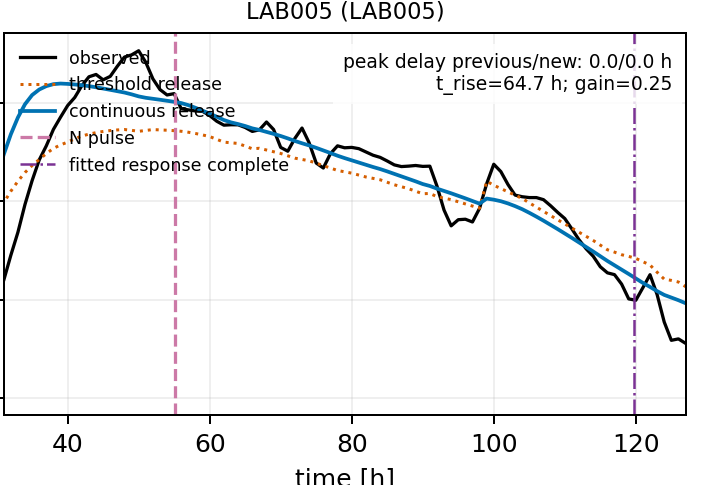 LAB005 (LAB005)
observed
threshold release
continuous release
N pulse
fitted response complete
peak delay previous/new: 0.0/0.0 h
t_rise=64.7 h; gain=0.25
40 60 80 100 120
time [h]